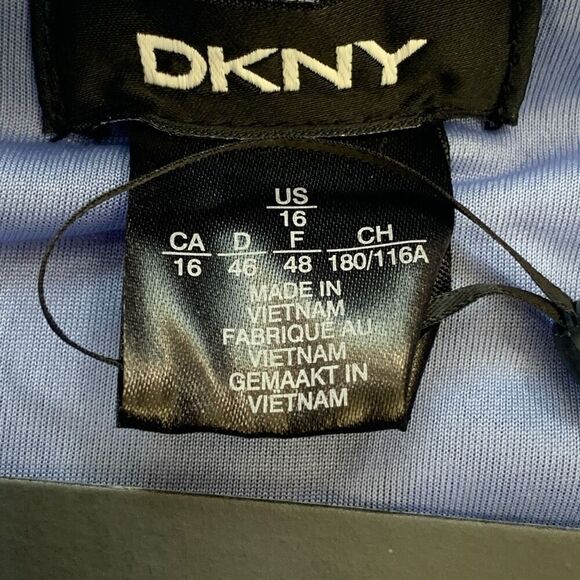 DKNY
US
16
CA D F CH
16 46 48 180/116A
MADE IN
VIETNAM
FABRIQUE AU
VIETNAM
GEMAAKT IN
VIETNAM